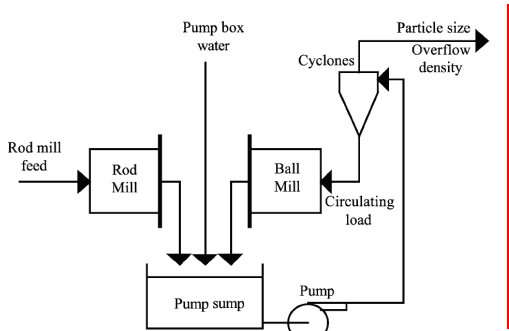 Pump box
water
Particle size
Overflow
density
Cyclones
Rod mill
feed
Rod
Mill
Ball
Mill
Circulating
load
Pump sump
Pump